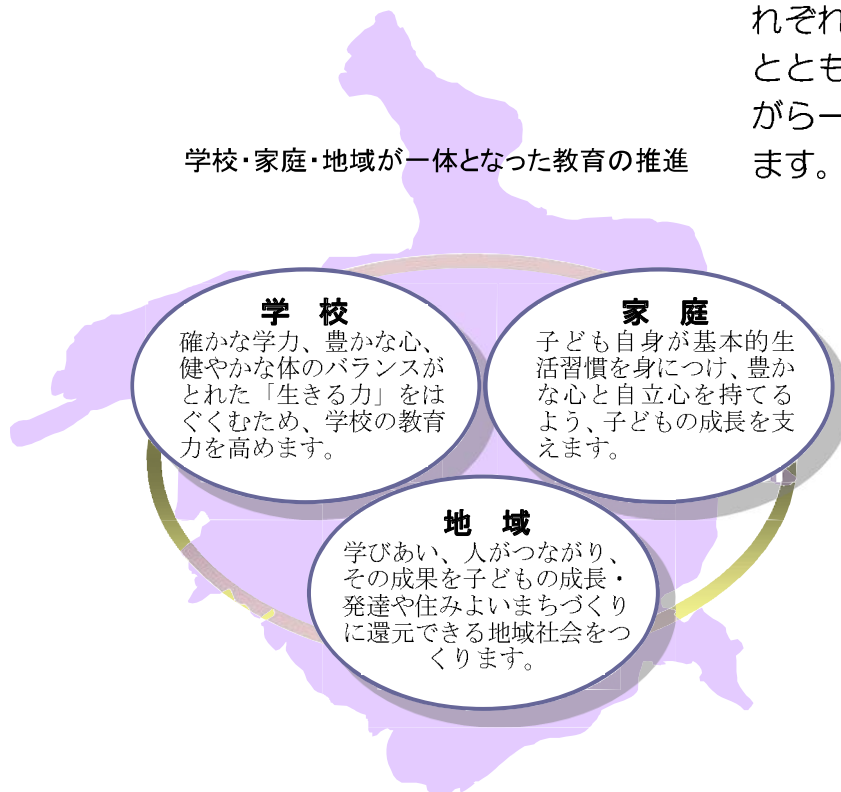 れぞれ
ととも
がら一
ます。
学校・家庭・地域が一体となった教育の推進
学　校
確かな学力、豊かな心、
健やかな体のバランスが
とれた「生きる力」をは
ぐくむため、学校の教育
力を高めます。
家　庭
子ども自身が基本的生
活習慣を身につけ、豊か
な心と自立心を持てる
よう、子どもの成長を支
えます。
地　域
学びあい、人がつながり、
その成果を子どもの成長・
発達や住みよいまちづくり
に還元できる地域社会をつ
くります。